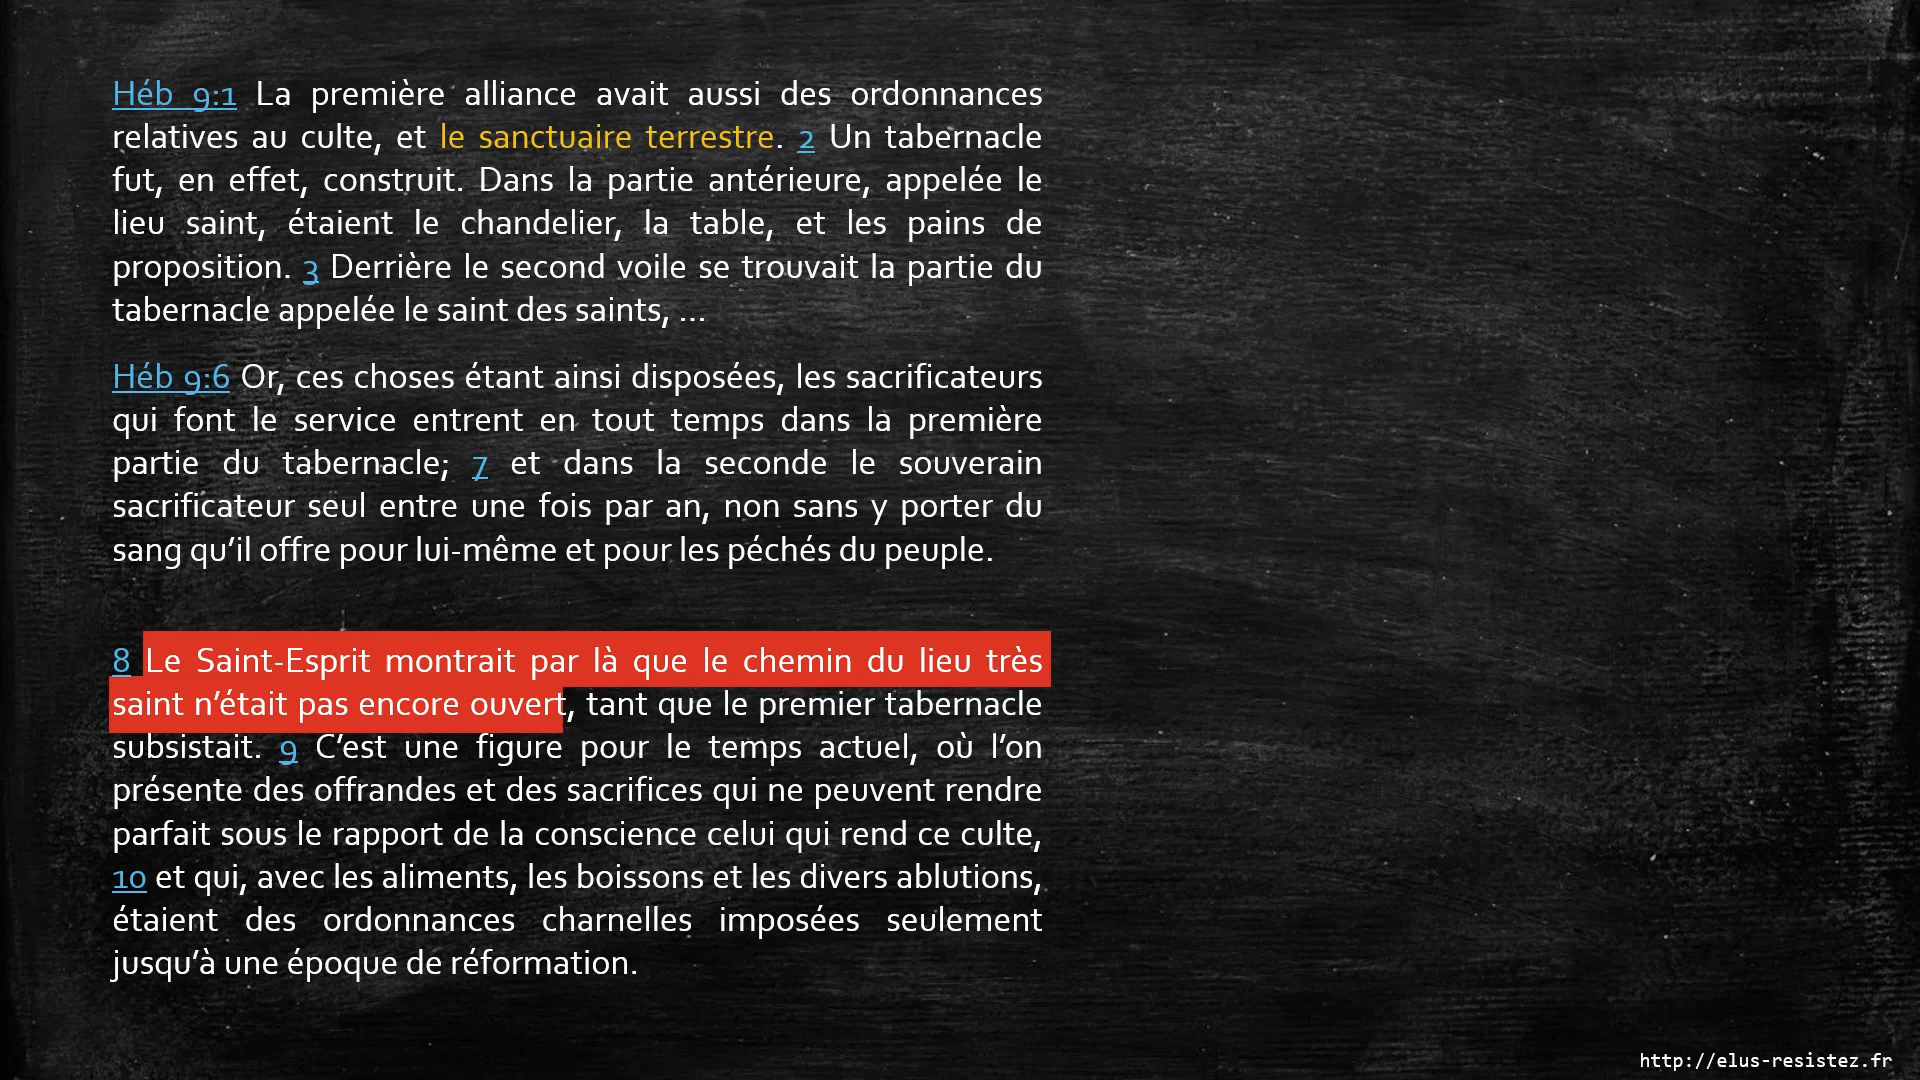 Héb 9:1 La première alliance avait aussi des ordonnances
relatives au culte, et le sanctuaire terrestre. 2 Un tabernacle
fut, en effet, construit. Dans la partie antérieure, appelée le
lieu saint, étaient le chandelier, la table, et les pains de
proposition. 3 Derrière le second voile se trouvait la partie du
tabernacle appelée le saint des saints, ...
Héb 9:6 Or, ces choses étant ainsi disposées, les sacrificateurs
qui font le service entrent en tout temps dans la première
partie du tabernacle; 7 et dans la seconde le souverain
sacrificateur seul entre une fois par an, non sans y porter du
sang qu’il offre pour lui-même et pour les péchés du peuple.
8 Le Saint-Esprit montrait par là que le chemin du lieu très
saint n’était pas encore ouvert, tant que le premier tabernacle
subsistait. 9 C’est une figure pour le temps actuel, où l’on
présente des offrandes et des sacrifices qui ne peuvent rendre
parfait sous le rapport de la conscience celui qui rend ce culte,
10 et qui, avec les aliments, les boissons et les divers ablutions,
étaient des ordonnances charnelles imposées seulement
jusqu’à une époque de réformation.
http://elus-resistez.fr